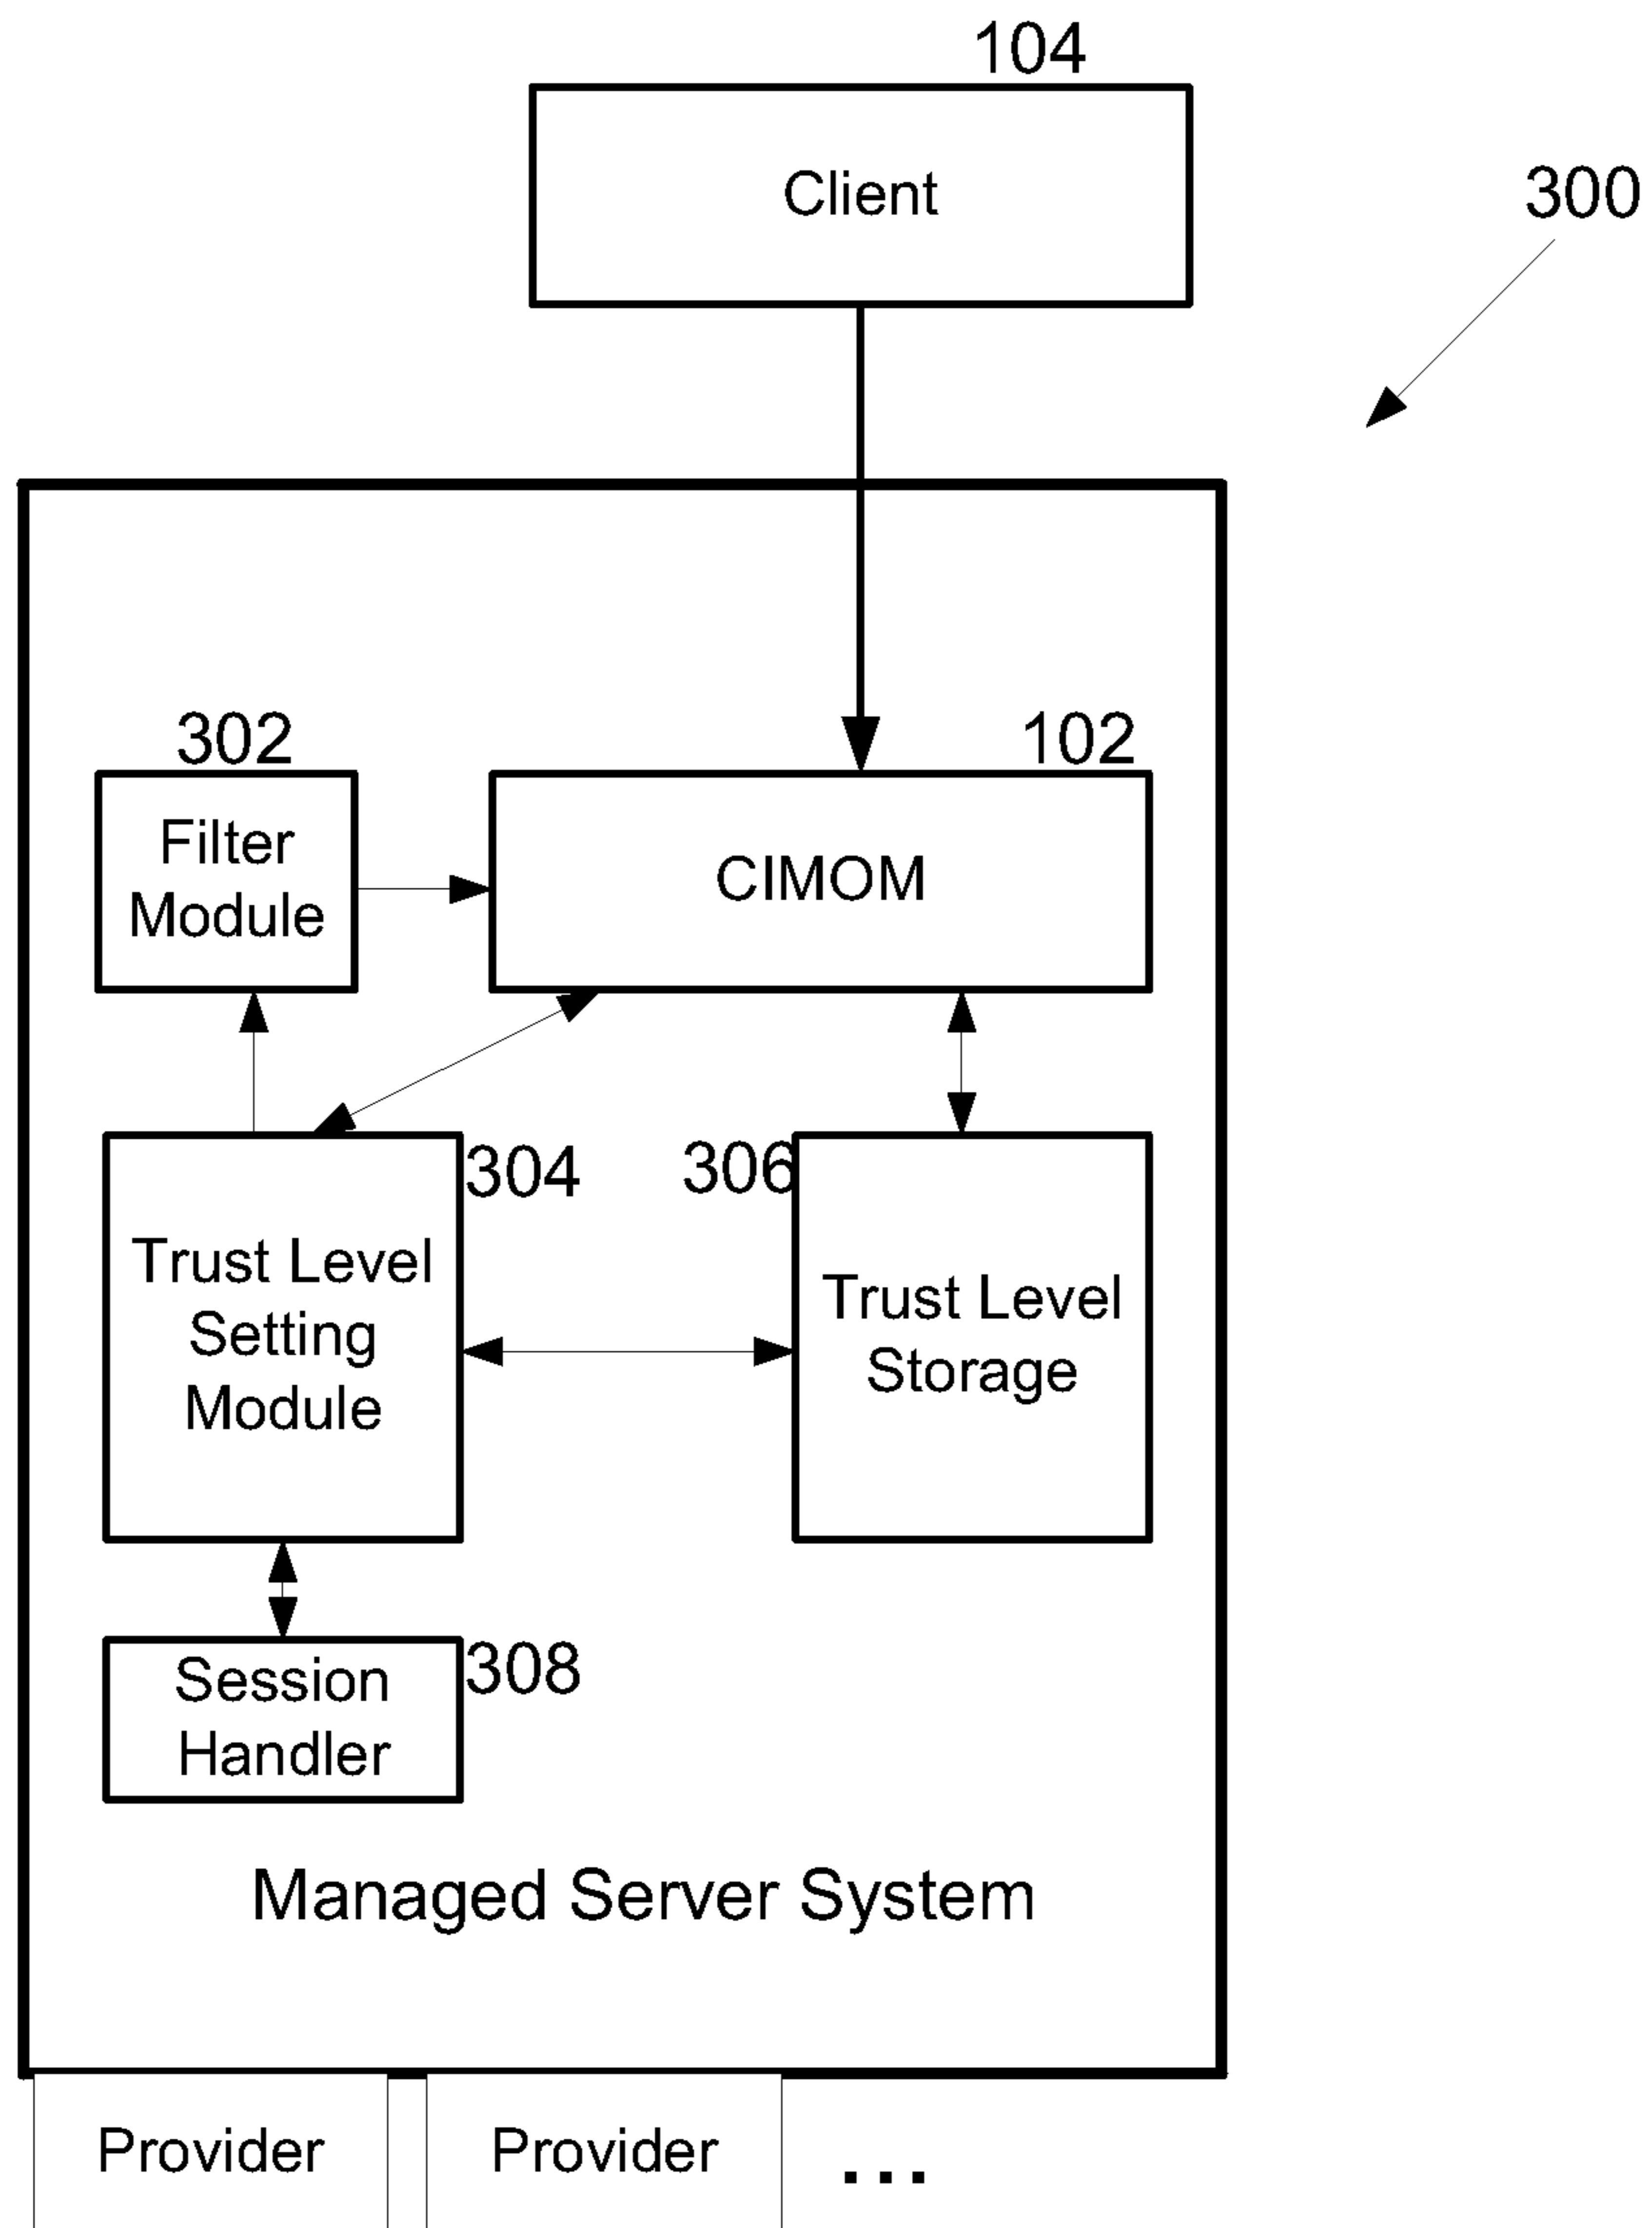 104
Client
300
302
102
Filter
Module
CIMOM
304
306
Trust Level
Setting
Module
Trust Level
Storage
308
Session
Handler
Managed Server System
Provider
Provider
...